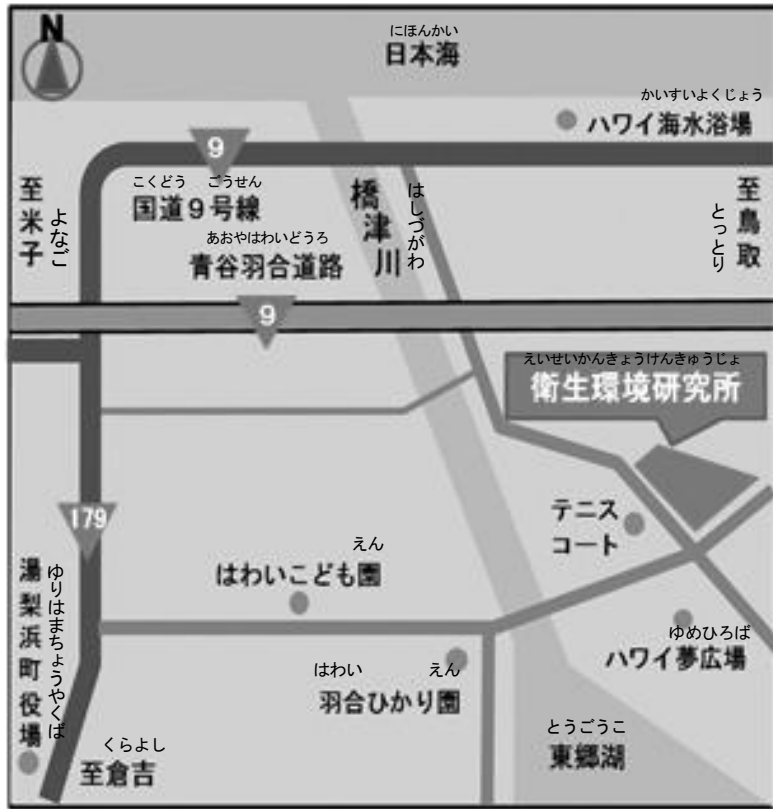 N
にほんかい
日本海
かいすいよくじょう
ハワイ海水浴場
9
至米子
よなご
こくどう ごうせん
国道9号線
橋津川
はしづがわ
至鳥取
とっとり
あおやはわいどうろ
青谷羽合道路
9
えいせいかんきょうけんきゅうじょ
衛生環境研究所
179
テニス
コート
えん
はわいこども園
湯梨浜町役場
ゆりはまちょうやくば
ゆめひろば
ハワイ夢広場
はわい えん
羽合ひかり園
とうごうこ
東郷湖
くらよし
至倉吉